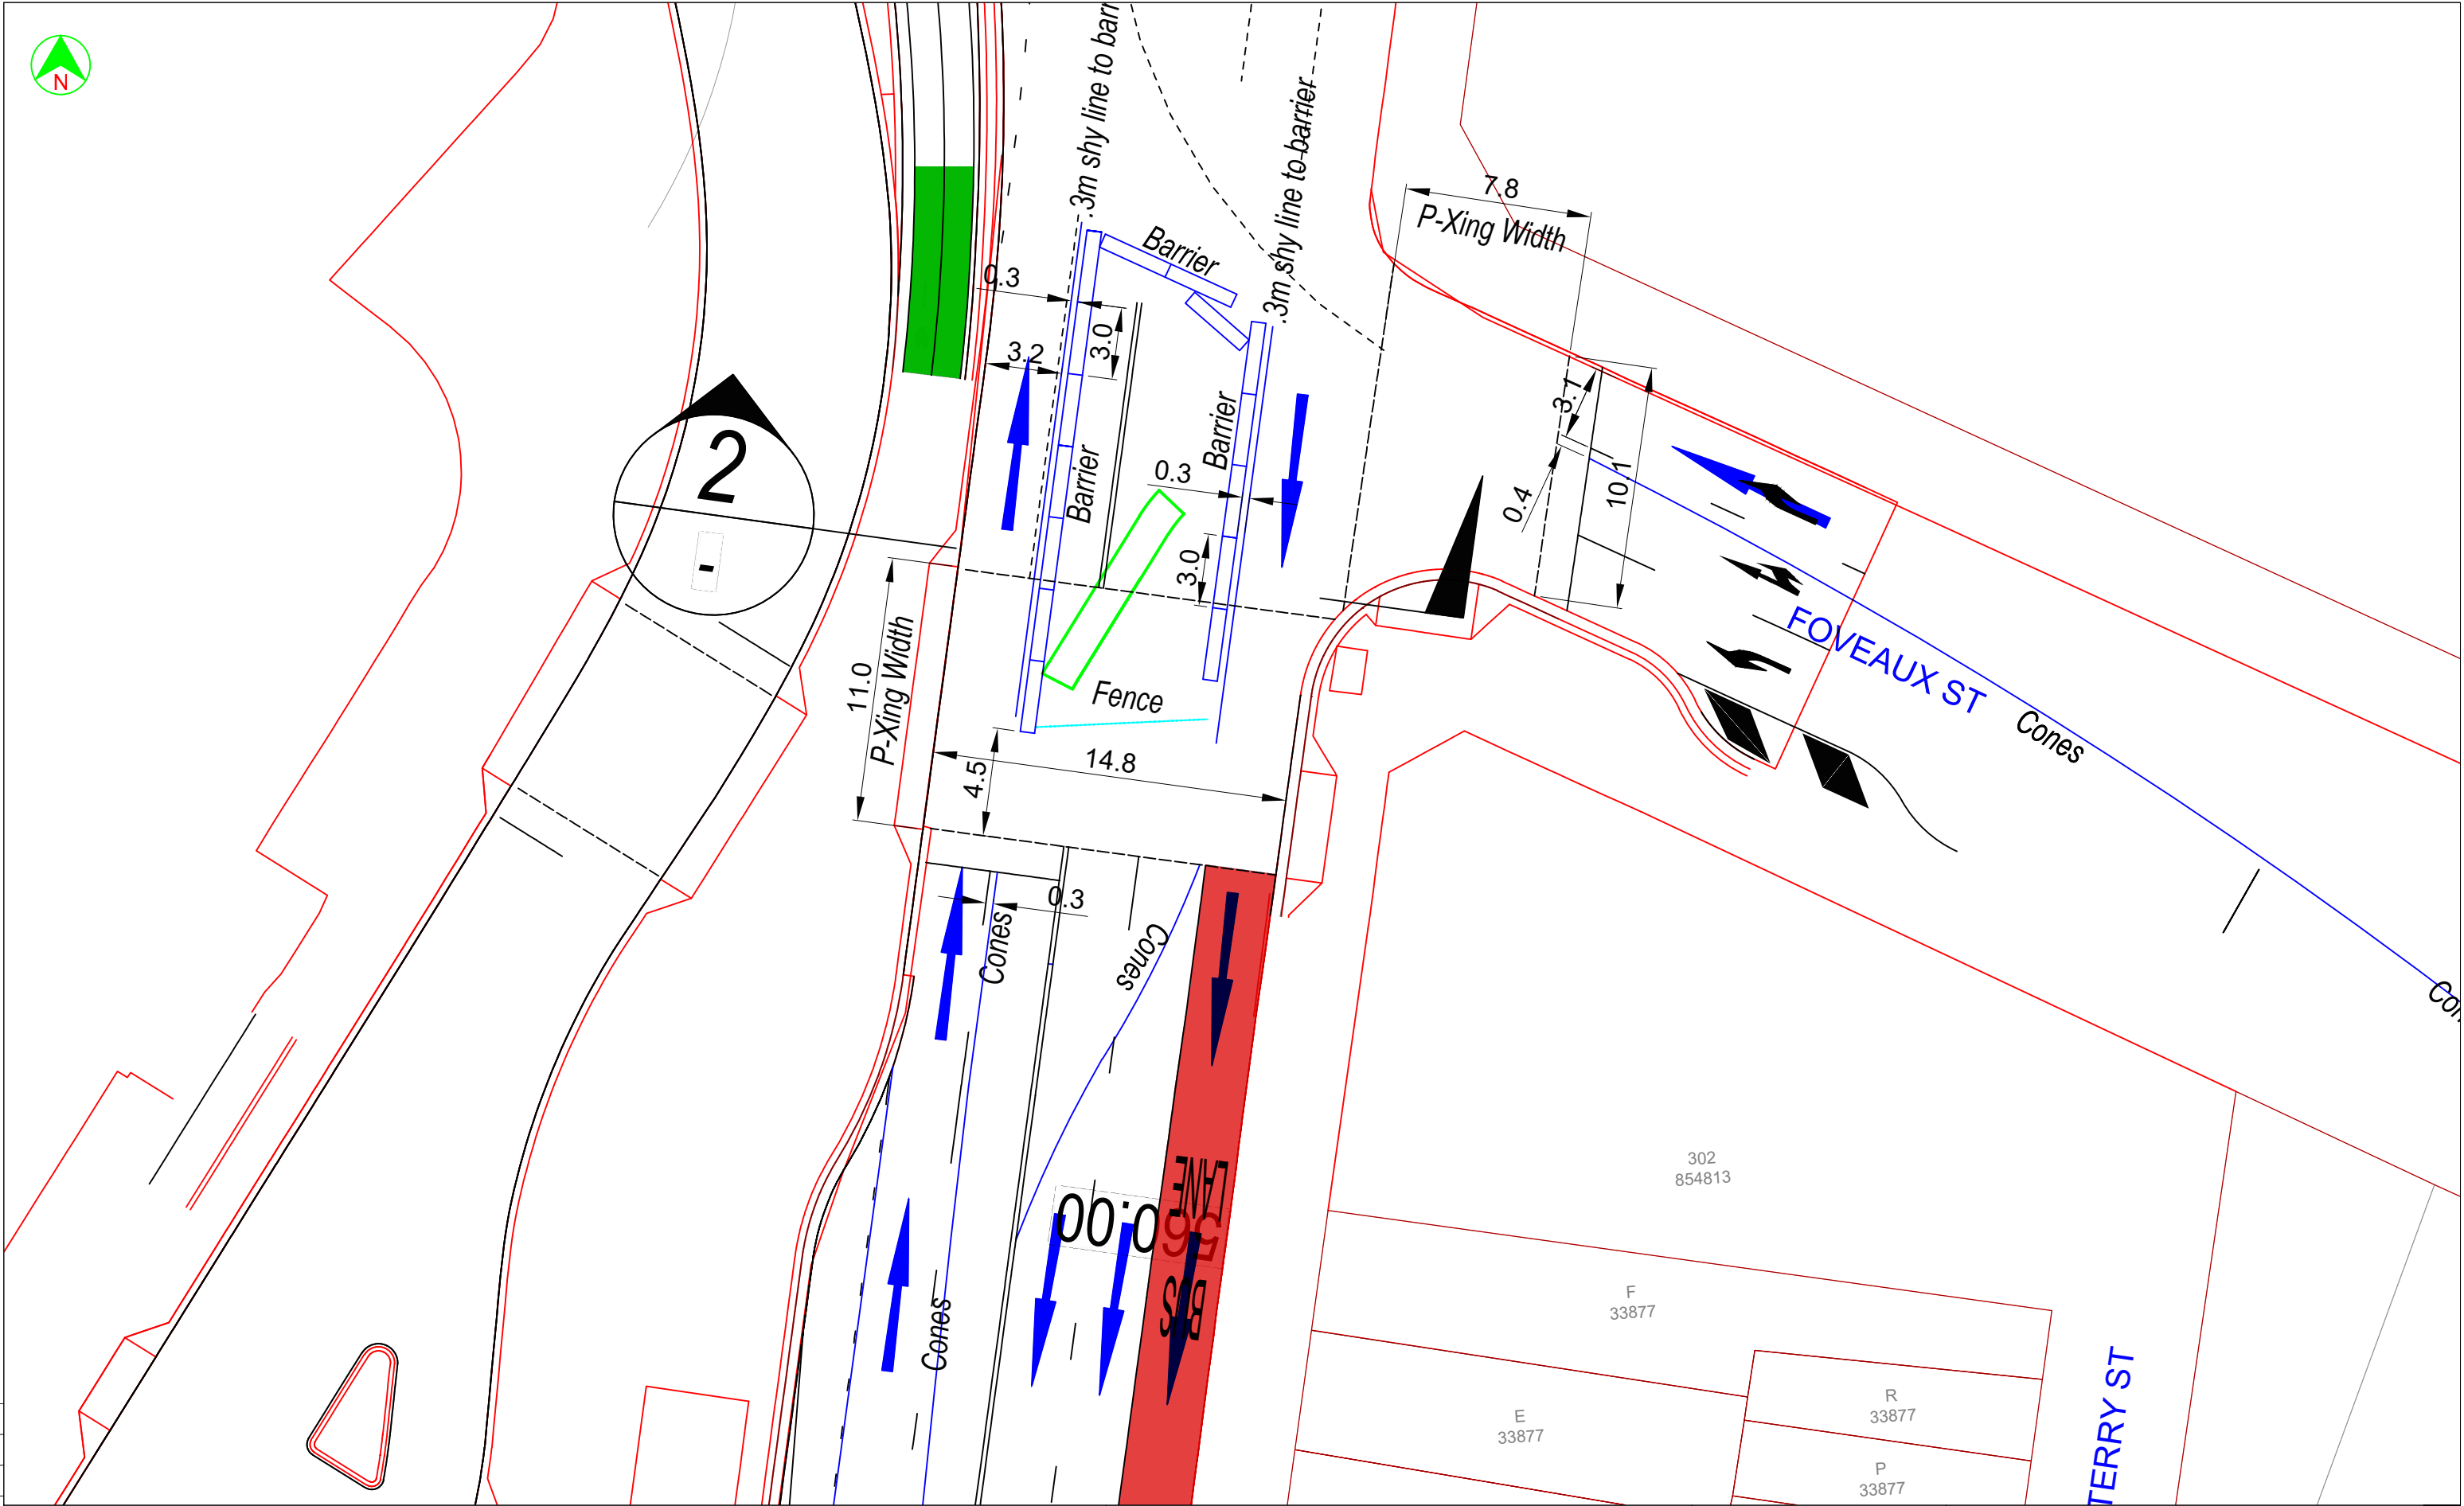 N
.3m shy line to barr
.3m shy line to barrier
7.8
P-Xing Width
Barrier
0.3
3.0
3.2
3.1
Barrier
Barrier
2
-
0.3
10.1
0.4
3.0
FOVEAUX ST
Cones
11.0
P-Xing Width
Fence
14.8
4.5
0.3
Cones
Cones
Con
302
854813
LANE
560.00
BUS
F
33877
Cones
E
33877
R
33877
P
33877
TERRY ST